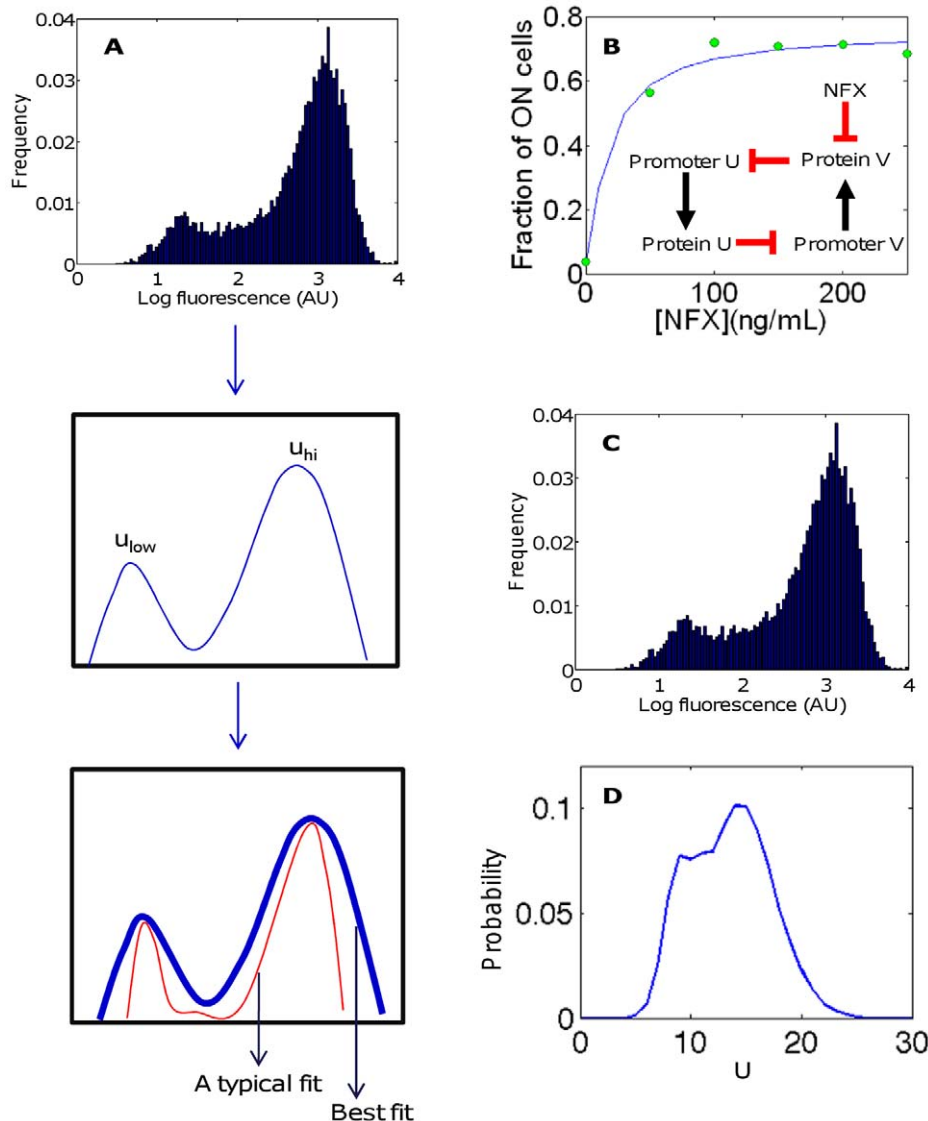 A
0.04
0.03
0.02
0.01
0
Frequency
0 1 2 3 4
Log fluorescence (AU)
B
0.8
0.6
0.4
0.2
0
Fraction of ON cells
NFX
Promoter U
Protein V
Protein U
Promoter V
0 100 200
[NFX](ng/mL)
u_low
u_hi
C
0.04
0.03
0.02
0.01
0
Frequency
0 1 2 3 4
Log fluorescence (AU)
A typical fit
Best fit
D
0.1
0.05
0
Probability
0 10 20 30
U